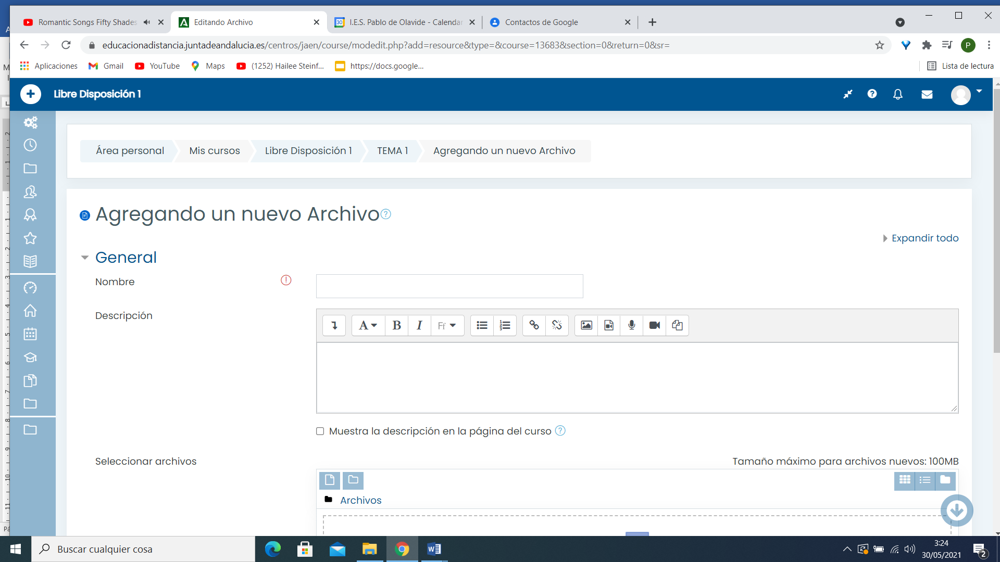 Romantic Songs Fifty Shades
Editando Archivo
I.E.S. Pablo de Olavide - Calendar
Contactos de Google
educacionadistancia.juntadeandalucia.es/centros/jaen/course/modedit.php?add=resource&type=&course=13683&section=0&return=0&sr=
P
Aplicaciones
Gmail
YouTube
Maps
(1252) Hailee Steinf...
https://docs.google...
Lista de lectura
Libre Disposición 1
Área personal
Mis cursos
Libre Disposición 1
TEMA 1
Agregando un nuevo Archivo
Agregando un nuevo Archivo
Expandir todo
General
Nombre
Descripción
A B I Ff
Muestra la descripción en la página del curso
Seleccionar archivos
Tamaño máximo para archivos nuevos: 100MB
Archivos
Buscar cualquier cosa
3:24
30/05/2021
2